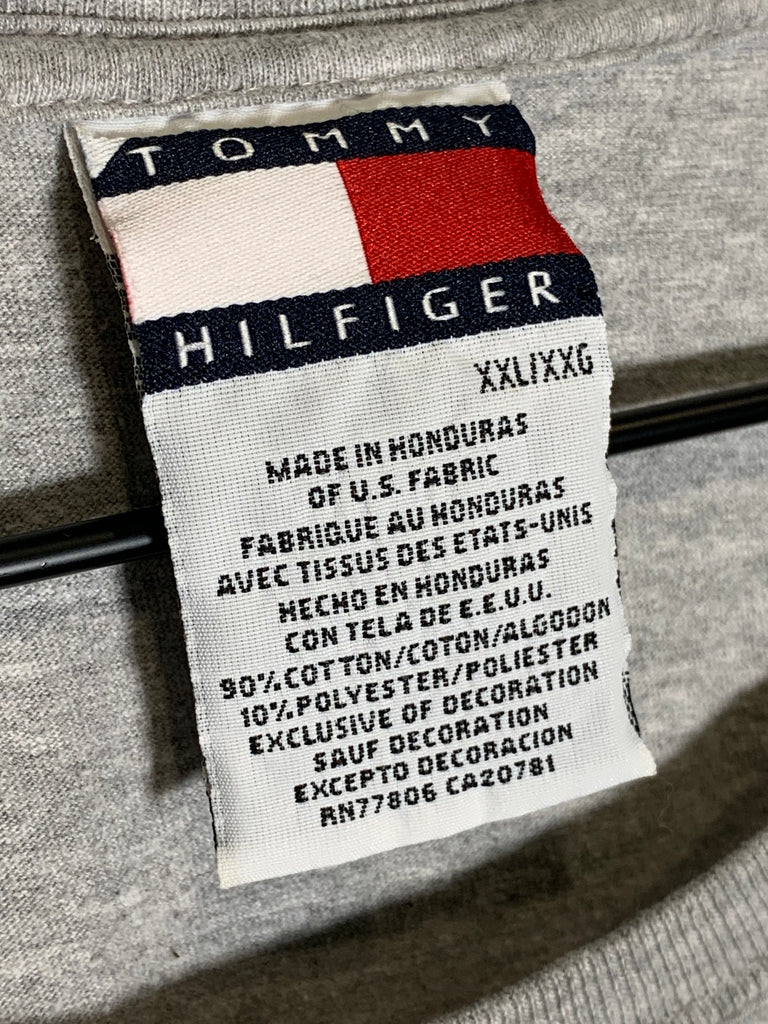 TOMMY
HILFIGER
XXL/XXG
MADE IN HONDURAS
OF U.S. FABRIC
FABRIQUE AU HONDURAS
AVEC TISSUS DES ETATS-UNIS
HECHO EN HONDURAS
CON TELA DE E.E.U.U.
90% COTTON/COTON/ALGODON
10% POLYESTER/POLIESTER
EXCLUSIVE OF DECORATION
SAUF DECORATION
EXCEPTO DECORACION
RN77806 CA20781